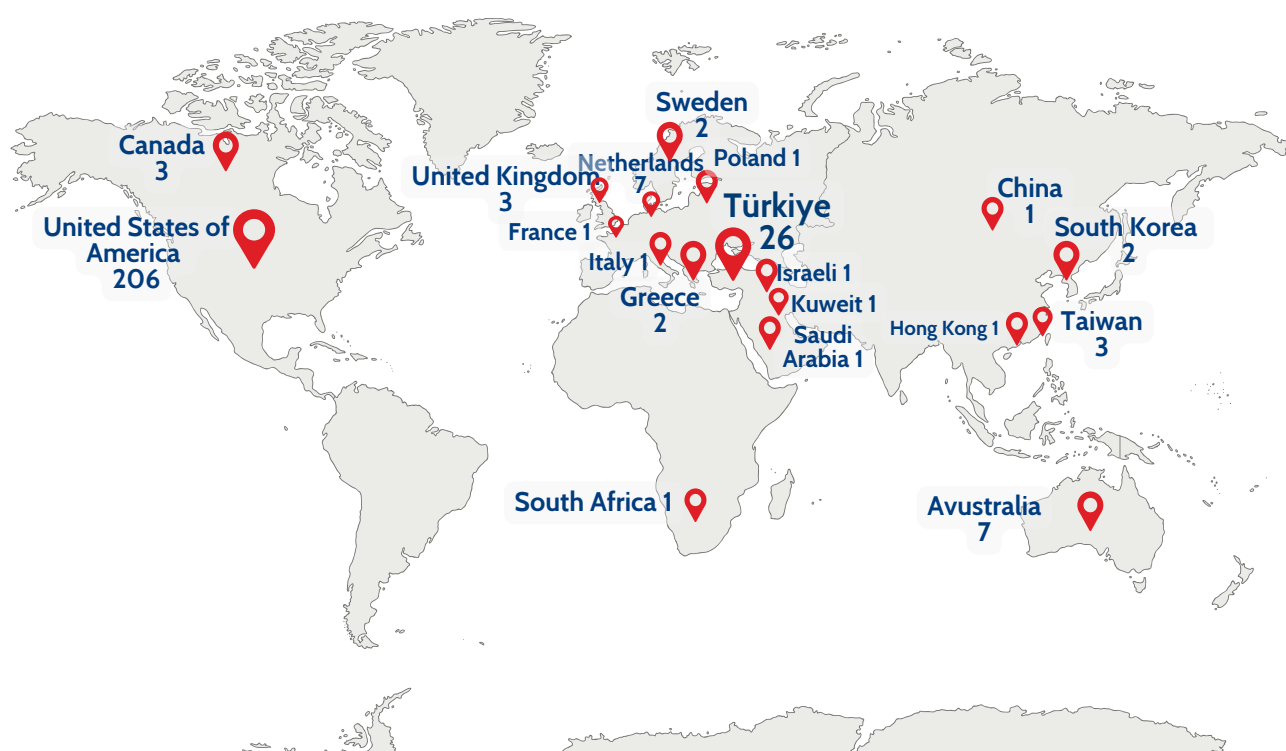 Sweden
2
Canada
3
Netherlands
7
Poland 1
United Kingdom
3
China
1
Türkiye
26
United States of
America
206
France 1
South Korea
2
Italy 1
Israeli 1
Greece
2
Kuweit 1
Hong Kong 1
Taiwan
3
Saudi
Arabia 1
South Africa 1
Avustralia
7